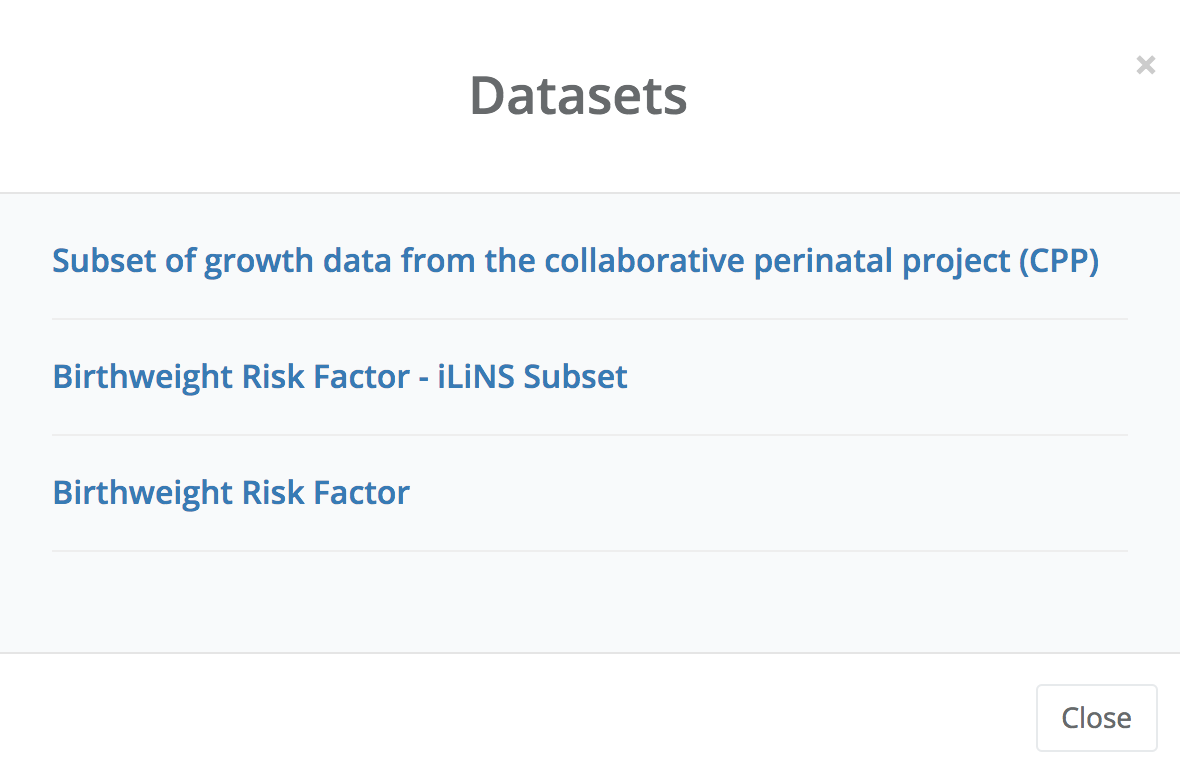 Datasets
×
Subset of growth data from the collaborative perinatal project (CPP)
Birthweight Risk Factor - iLiNS Subset
Birthweight Risk Factor
Close